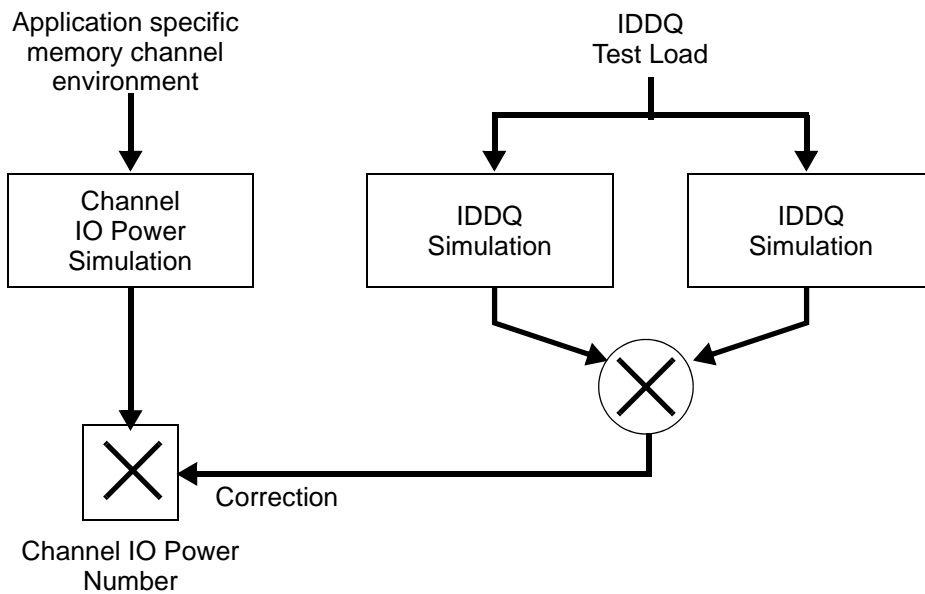 Application specific
memory channel
environment
IDDQ
Test Load
Channel
IO Power
Simulation
IDDQ
Simulation
IDDQ
Simulation
Correction
Channel IO Power
Number